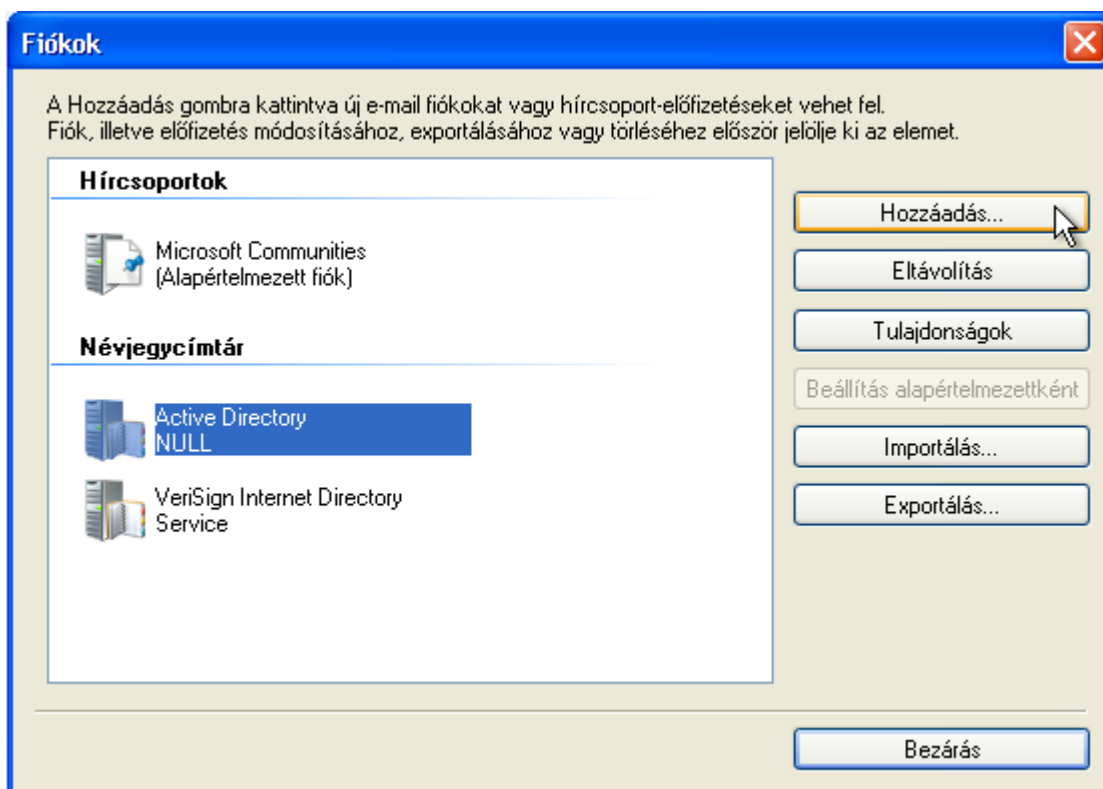 Fiókok
A Hozzáadás gombra kattintva új e-mail fiókokat vagy hírcsoport-előfizetéseket vehet fel.
Fiók, illetve előfizetés módosításához, exportálásához vagy törléséhez először jelölje ki az elemet.
Hírcsoportok
Microsoft Communities
(Alapértelmezett fiók)
Névjegycímtár
Active Directory
NULL
VeriSign Internet Directory
Service
Hozzáadás...
Eltávolítás
Tulajdonságok
Beállítás alapértelmezettként
Importálás...
Exportálás...
Bezárás